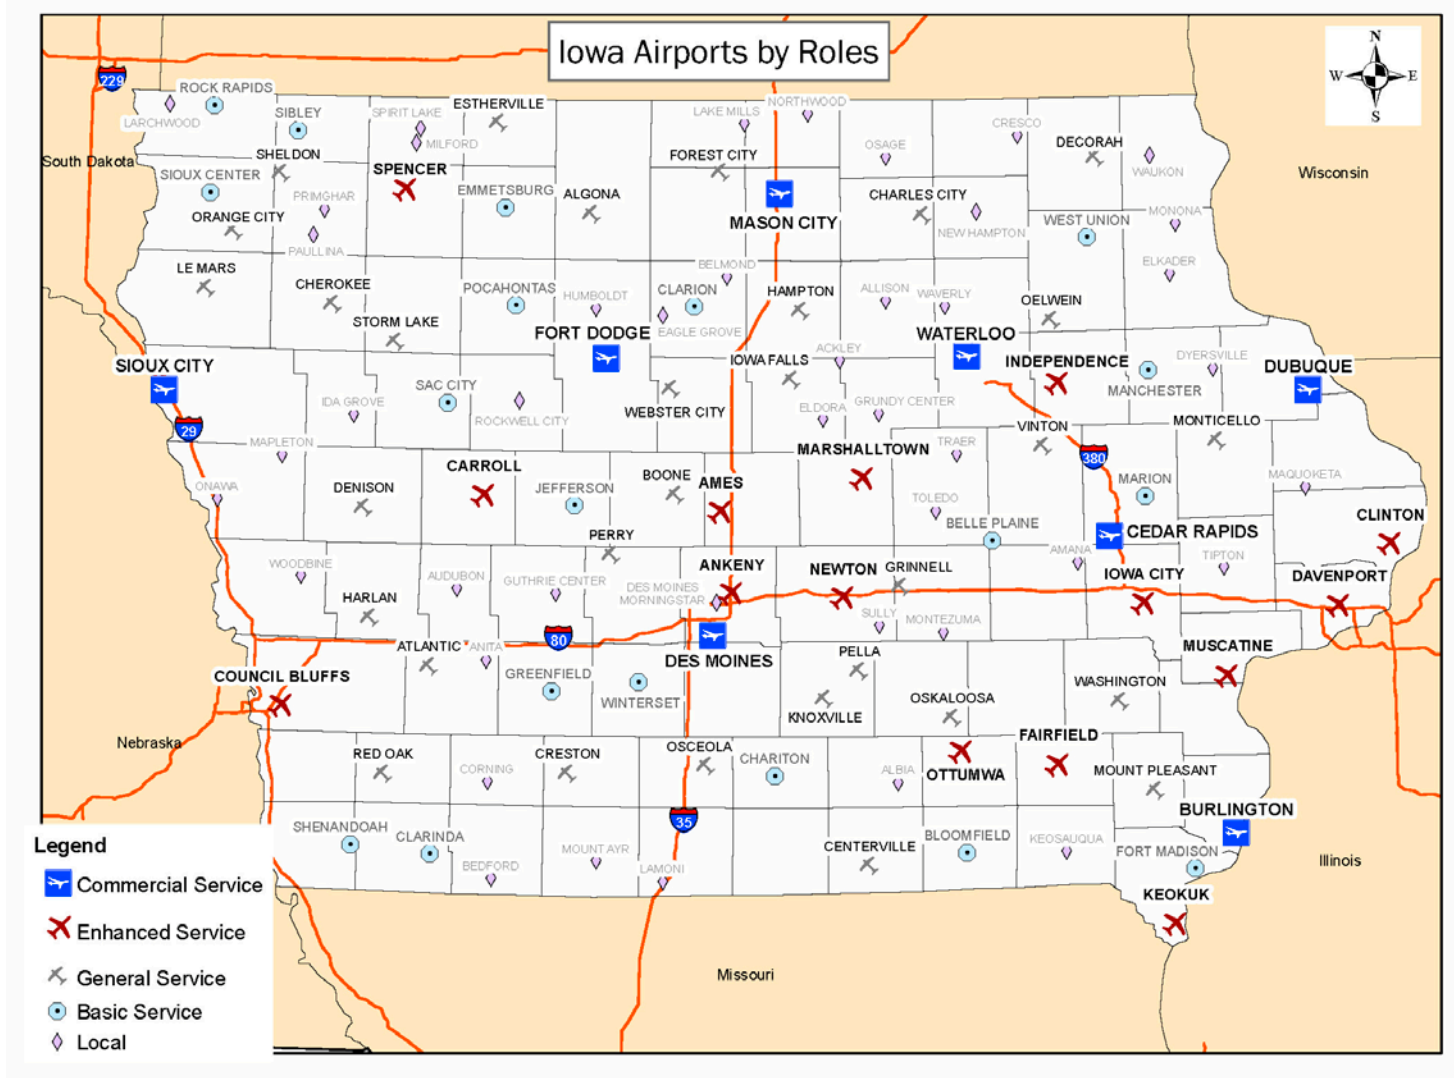 Iowa Airports by Roles
N
W E
S
229
ROCK RAPIDS
LARCHWOOD
SIBLEY
SPIRIT LAKE
MILFORD
ESTHERVILLE
LAKE MILLS
NORTHWOOD
CRESCO
OSAGE
DECORAH
WAUKON
South Dakota
Wisconsin
SHELDON
SIOUX CENTER
SPENCER
EMMETSBURG
ALGONA
FOREST CITY
MASON CITY
CHARLES CITY
NEW HAMPTON
WEST UNION
MONONA
PRIMGHAR
ORANGE CITY
PAULLINA
ELKADER
LE MARS
CHEROKEE
STORM LAKE
POCAHONTAS
HUMBOLDT
BELMOND
CLARION
EAGLE GROVE
HAMPTON
ALLISON
WAVERLY
OELWEIN
FORT DODGE
WATERLOO
SIOUX CITY
IOWA FALLS
ACKLEY
INDEPENDENCE
MANCHESTER
DYERSVILLE
DUBUQUE
SAC CITY
IDA GROVE
ROCKWELL CITY
WEBSTER CITY
ELDORA
GRUNDY CENTER
VINTON
MONTICELLO
29
MAPLETON
MARSHALLTOWN
TRAER
380
ONAWA
DENISON
CARROLL
JEFFERSON
BOONE
AMES
MARION
MAQUOKETA
TOLEDO
BELLE PLAINE
CEDAR RAPIDS
CLINTON
PERRY
WOODBINE
HARLAN
AUDUBON
GUTHRIE CENTER
DES MOINES
MORNINGSTAR
ANKENY
NEWTON
GRINNELL
AMANA
IOWA CITY
TIPTON
DAVENPORT
SULLY
MONTEZUMA
80
ATLANTIC
ANITA
DES MOINES
PELLA
MUSCATINE
COUNCIL BLUFFS
GREENFIELD
WINTERSET
KNOXVILLE
OSKALOOSA
WASHINGTON
Nebraska
RED OAK
CORNING
CRESTON
OSCEOLA
CHARITON
ALBIA
OTTUMWA
FAIRFIELD
MOUNT PLEASANT
BURLINGTON
35
SHENANDOAH
CLARINDA
BEDFORD
MOUNT AYR
LAMONI
CENTERVILLE
BLOOMFIELD
KEOSAUQUA
FORT MADISON
KEOKUK
Illinois
Missouri
Legend
Commercial Service
Enhanced Service
General Service
Basic Service
Local